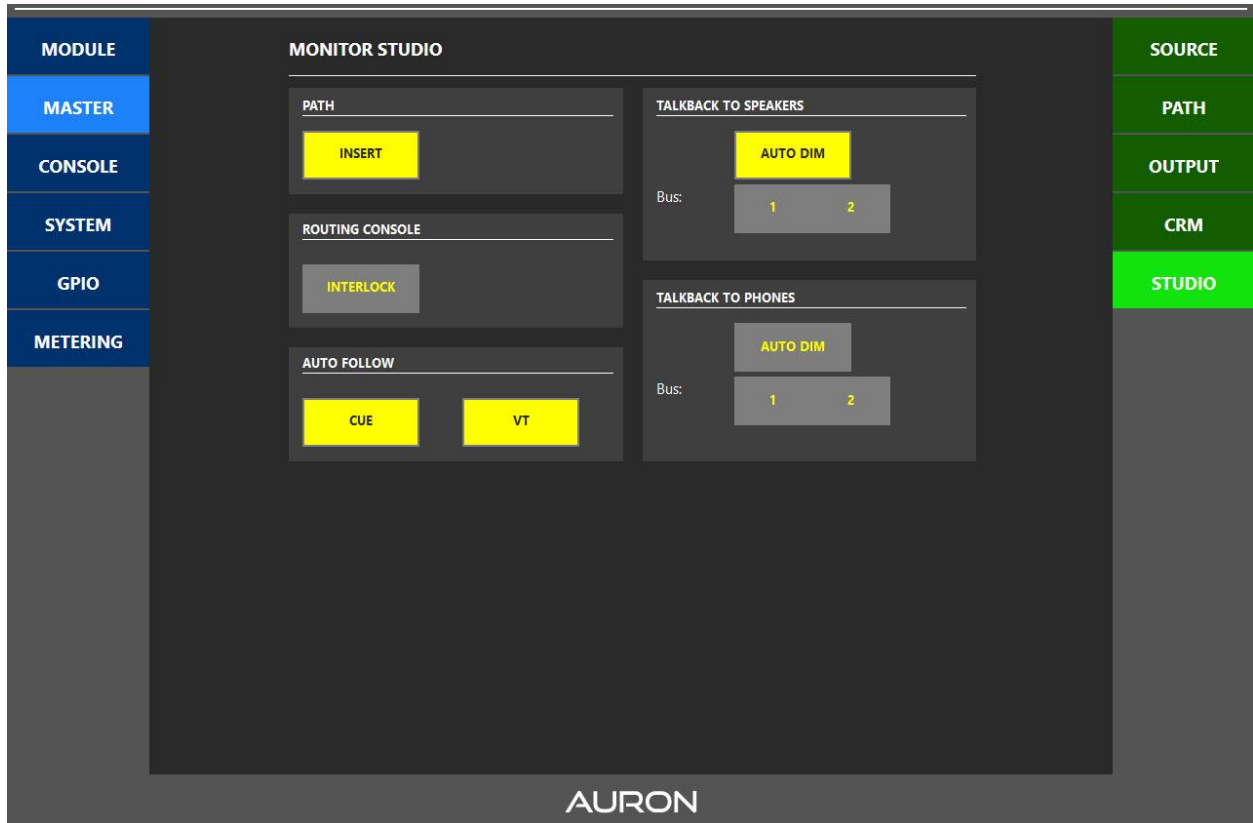 MODULE
MASTER
CONSOLE
SYSTEM
GPIO
METERING
MONITOR STUDIO
PATH
INSERT
ROUTING CONSOLE
INTERLOCK
AUTO FOLLOW
CUE VT
TALKBACK TO SPEAKERS
AUTO DIM
Bus: 1 2
TALKBACK TO PHONES
AUTO DIM
Bus: 1 2
SOURCE
PATH
OUTPUT
CRM
STUDIO
AURON